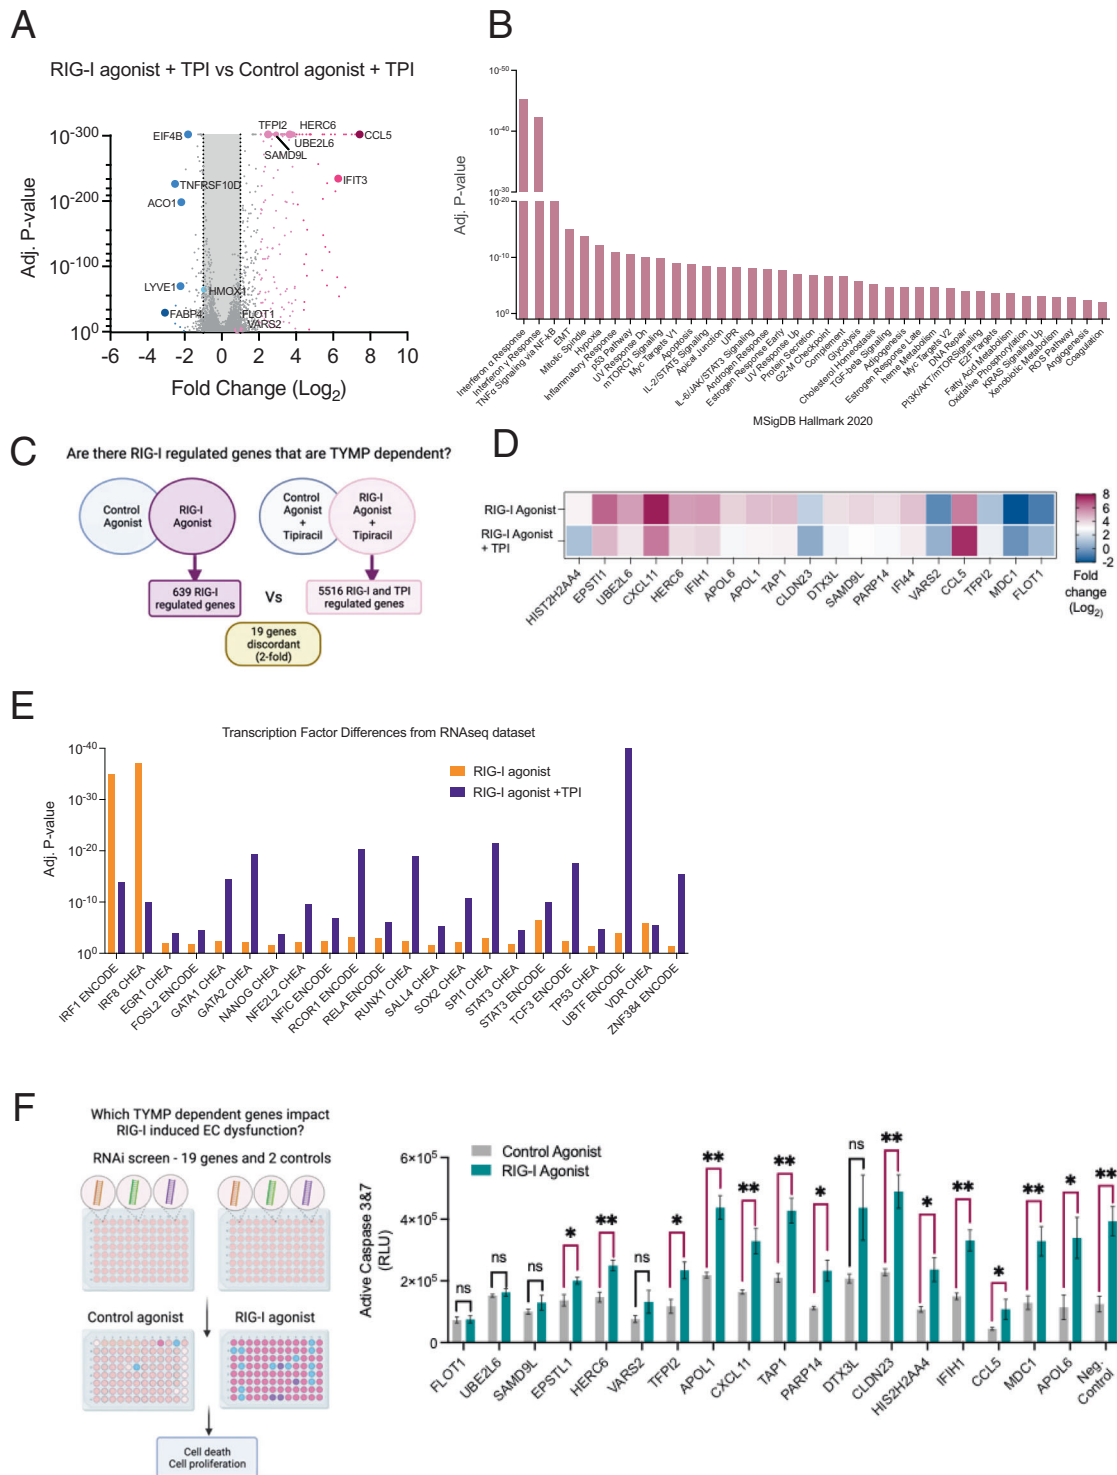 A
RIG-I agonist + TPI vs Control agonist + TPI
Adj. P-value
10-300
10-200
10-100
100
EIF4B
TNFRSF10D
ACO1
LYVE1
FABP4
HMOX1
FLOT1
VARS2
TFPI2
HERC6
UBE2L6
SAMD9L
CCL5
IFIT3
-6
-4
-2
0
2
4
6
8
10
Fold Change (Log2)
B
Adj. P-value
10-50
10-40
10-30
10-20
10-10
100
Interferon α Response
Interferon γ Response
TNFα Signaling via NF-kB
EMT
Mitotic Spindle
Hypoxia
Inflammatory Response
p53 Pathway
UV Response Dn
mTORC1 Signaling
Myc Targets V1
Apoptosis
IL-2/STAT5 Signaling
Apical Junction
UPR
IL-6/JAK/STAT3 Signaling
Androgen Response
Estrogen Response Early
UV Response Up
Protein Secretion
G2-M Checkpoint
Complement
Glycolysis
Cholesterol Homeostasis
TGF-beta Signaling
Adipogenesis
Estrogen Response Late
heme Metabolism
Myc Targets V2
DNA Repair
PI3K/AKT/mTORSignaling
E2F Targets
Fatty Acid Metabolism
Oxidative Phosphorylation
KRAS Signaling Up
Xenobiotic Metabolism
ROS Pathway
Angiogenesis
Coagulation
MSigDB Hallmark 2020
C
Are there RIG-I regulated genes that are TYMP dependent?
Control
Agonist
RIG-I
Agonist
Control
Agonist
+
Tipiracil
RIG-I
Agonist
+
Tipiracil
639 RIG-I
regulated genes
Vs
5516 RIG-I and TPI
regulated genes
19 genes
discordant
(2-fold)
D
RIG-I Agonist
RIG-I Agonist
+ TPI
HIST2H2AA4
EPSTI1
UBE2L6
CXCL11
HERC6
IFIH1
APOL6
APOL1
TAP1
CLDN23
DTX3L
SAMD9L
PARP14
IFI44
VARS2
CCL5
TFPI2
MDC1
FLOT1
8
6
4
2
0
-2
Fold
change
(Log2)
E
Transcription Factor Differences from RNAseq dataset
Adj. P-value
10-40
10-30
10-20
10-10
100
RIG-I agonist
RIG-I agonist +TPI
IRF1 ENCODE
IRF8 CHEA
EGR1 CHEA
FOSL2 ENCODE
GATA1 CHEA
GATA2 CHEA
NANOG CHEA
NFE2L2 CHEA
NFIC ENCODE
RCOR1 ENCODE
RELA ENCODE
RUNX1 CHEA
SALL4 CHEA
SOX2 CHEA
SPI1 CHEA
STAT3 CHEA
STAT3 ENCODE
TCF3 ENCODE
TP53 CHEA
UBTF ENCODE
VDR CHEA
ZNF384 ENCODE
F
Which TYMP dependent genes impact
RIG-I induced EC dysfunction?
RNAi screen - 19 genes and 2 controls
Control agonist
RIG-I agonist
Cell death
Cell proliferation
Active Caspase 3&7
(RLU)
6×105
4×105
2×105
0
Control Agonist
RIG-I Agonist
ns
ns
ns
*
**
ns
*
**
**
**
*
ns
**
*
**
*
**
*
**
FLOT1
UBE2L6
SAMD9L
EPSTL1
HERC6
VARS2
TFPI2
APOL1
CXCL11
TAP1
PARP14
DTX3L
CLDN23
HIS2H2AA4
IFIH1
CCL5
MDC1
APOL6
Neg-
Control